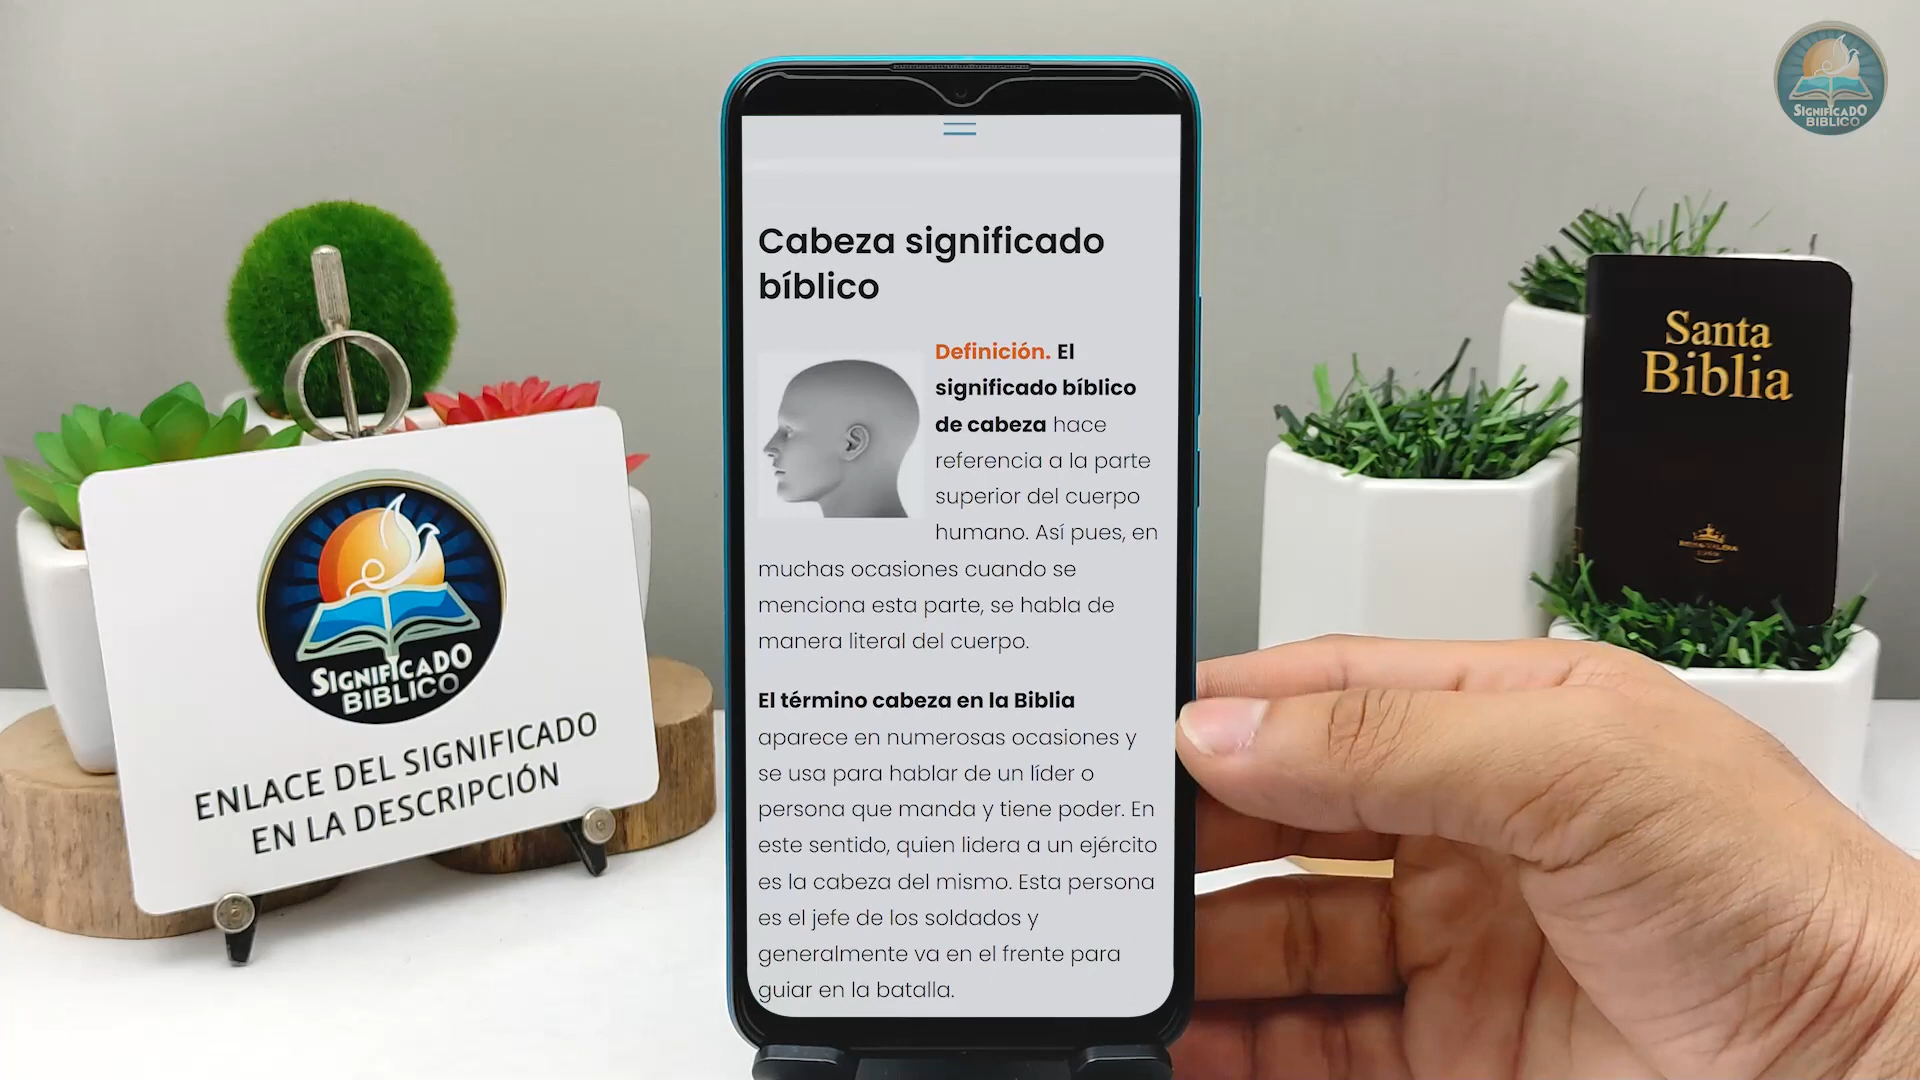 SIGNIFICADO
BIBLICO
Cabeza significado
bíblico
Definición. El
significado bíblico
de cabeza hace
referencia a la parte
superior del cuerpo
humano. Así pues, en
muchas ocasiones cuando se
menciona esta parte, se habla de
manera literal del cuerpo.
El término cabeza en la Biblia
aparece en numerosas ocasiones y
se usa para hablar de un líder o
persona que manda y tiene poder. En
este sentido, quien lidera a un ejército
es la cabeza del mismo. Esta persona
es el jefe de los soldados y
generalmente va en el frente para
guiar en la batalla.
SIGNIFICADO
BIBLICO
ENLACE DEL SIGNIFICADO
EN LA DESCRIPCIÓN
Santa
Biblia